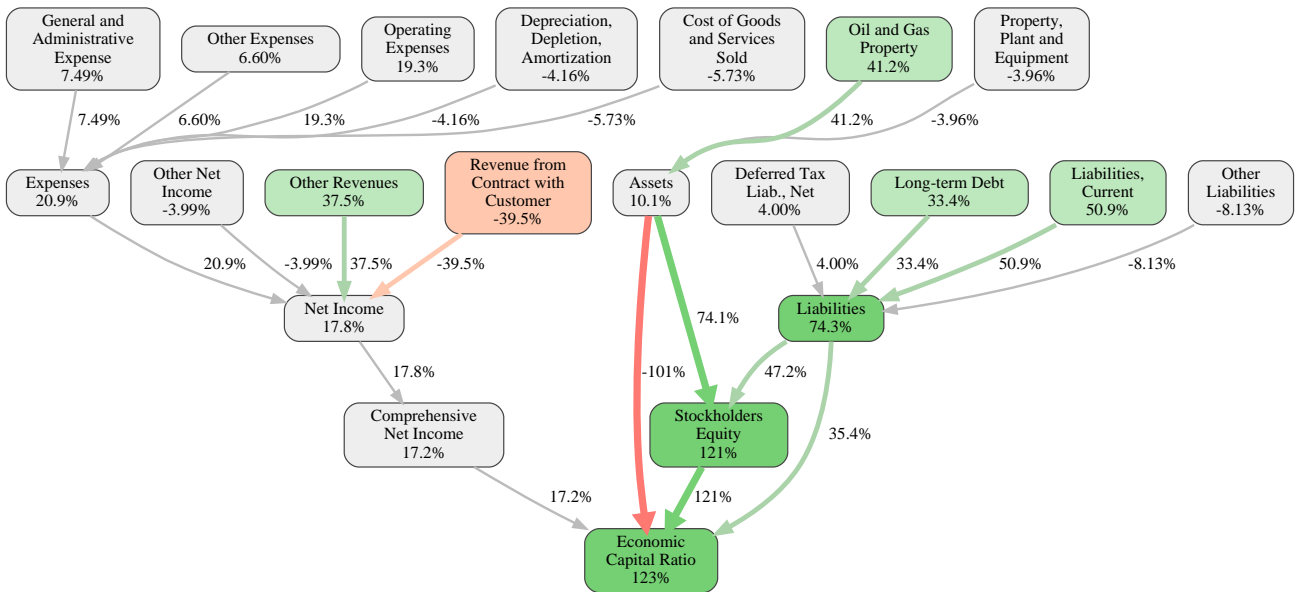 General and
Administrative
Expense
7.49%
Other Expenses
6.60%
Operating
Expenses
19.3%
Depreciation,
Depletion,
Amortization
-4.16%
Cost of Goods
and Services
Sold
-5.73%
Oil and Gas
Property
41.2%
Property,
Plant and
Equipment
-3.96%
7.49%
6.60%
19.3%
-4.16%
-5.73%
41.2%
-3.96%
Expenses
20.9%
Other Net
Income
-3.99%
Other Revenues
37.5%
Revenue from
Contract with
Customer
-39.5%
Assets
10.1%
Deferred Tax
Liab., Net
4.00%
Long-term Debt
33.4%
Liabilities,
Current
50.9%
Other
Liabilities
-8.13%
20.9%
-3.99%
37.5%
-39.5%
4.00%
33.4%
50.9%
-8.13%
Net Income
17.8%
74.1%
Liabilities
74.3%
17.8%
-101%
47.2%
Comprehensive
Net Income
17.2%
Stockholders
Equity
121%
35.4%
17.2%
121%
Economic
Capital Ratio
123%